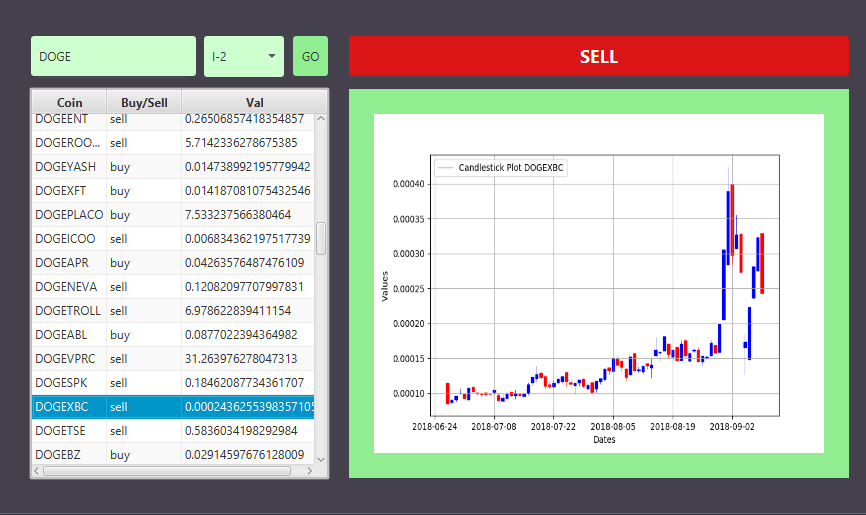 DOGE I-2 GO SELL
Coin Buy/Sell Val
DOGEENT sell 0.26506857418354857
DOGEROO... sell 5.7142336278675385
DOGEYASH buy 0.014738992195779942
DOGEXFT buy 0.014187081075432546
DOGEPLACO buy 7.533237566380464
DOGEICOO sell 0.006834362197517739
DOGEAPR buy 0.04263576487476109
DOGENEVA sell 0.12082097707997831
DOGETROLL sell 6.978622839411154
DOGEABL buy 0.0877022394364982
DOGEVPRC sell 31.263976278047313
DOGESPK sell 0.18462087734361707
DOGEXBC sell 0.0002436255398357105
DOGETSE sell 0.5836034198292984
DOGEBZ buy 0.02914597676128009
Candlestick Plot DOGEXBC
Values
0.00040
0.00035
0.00030
0.00025
0.00020
0.00015
0.00010
2018-06-24 2018-07-08 2018-07-22 2018-08-05 2018-08-19 2018-09-02
Dates